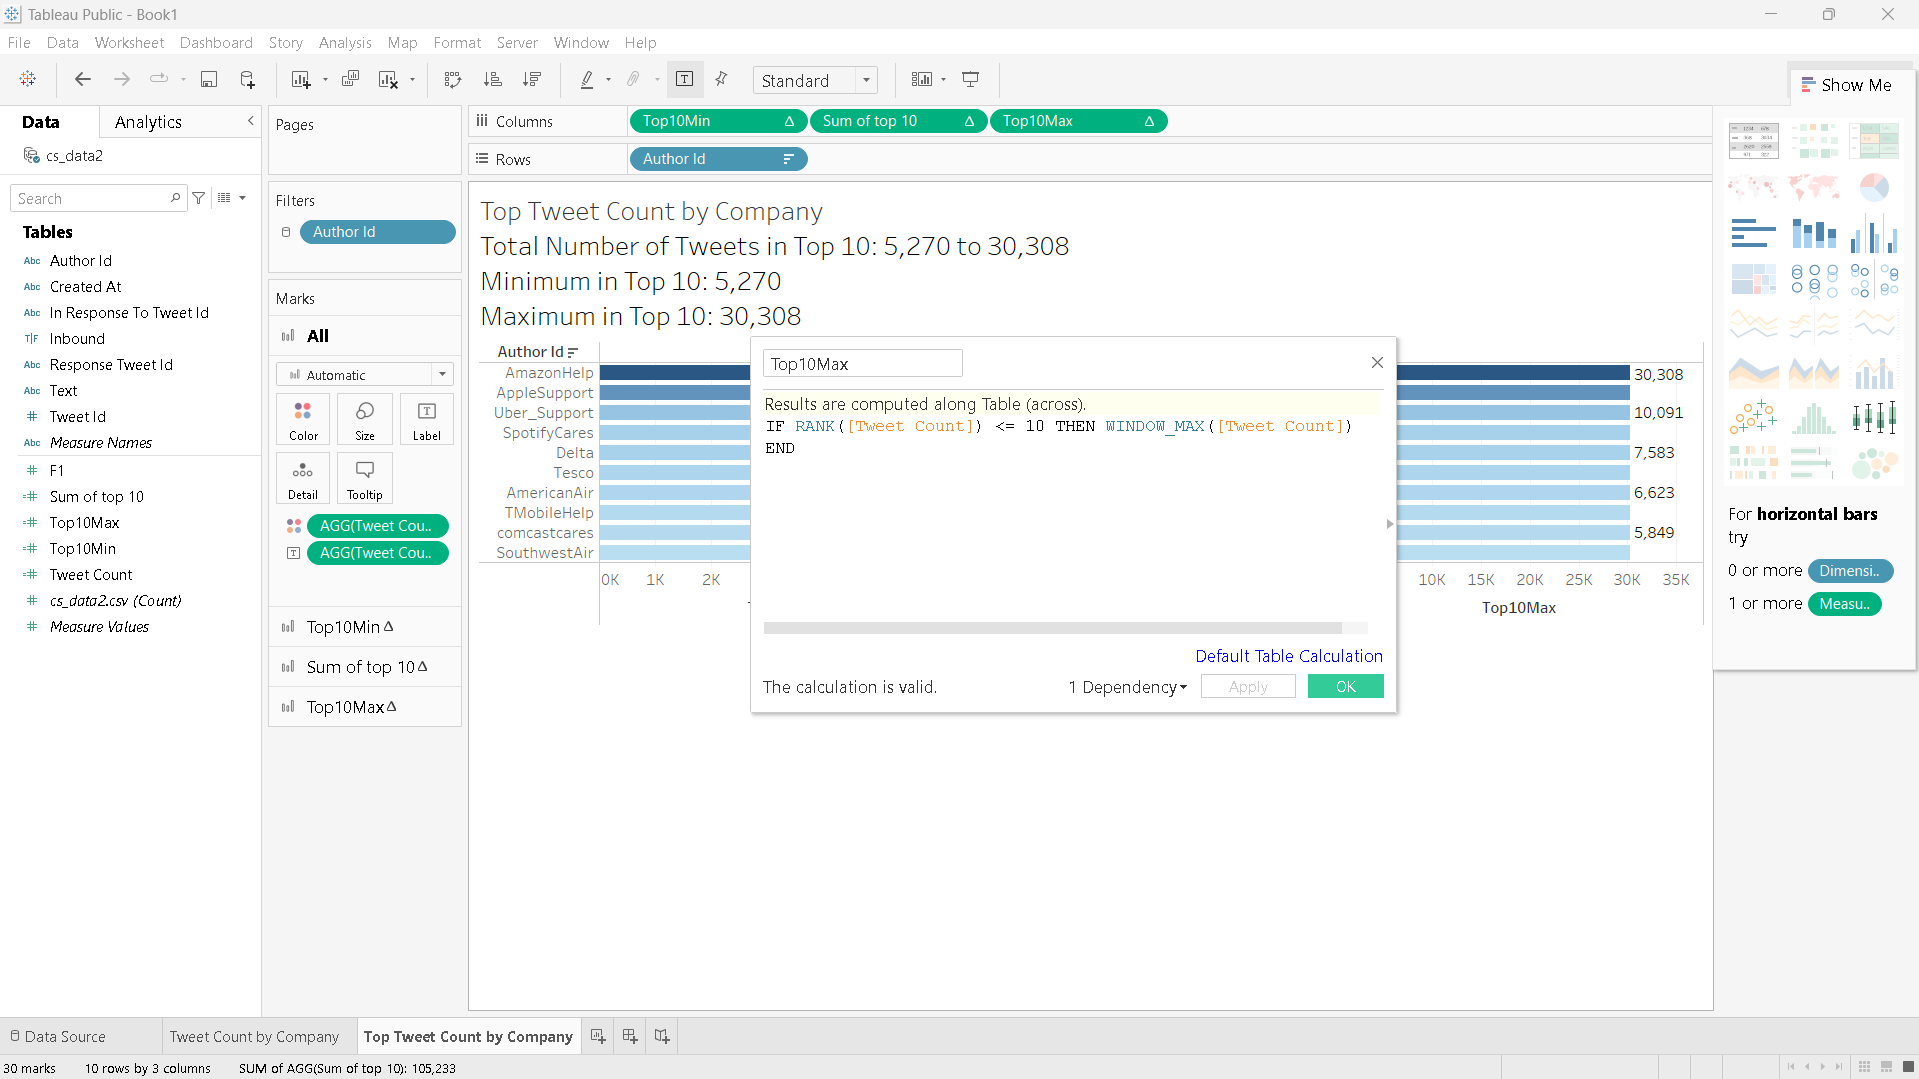 Tableau Public - Book1
File Data Worksheet Dashboard Story Analysis Map Format Server Window Help
Standard
Show Me
Data Analytics
cs_data2
Search
Tables
Abc Author Id
Abc Created At
Abc In Response To Tweet Id
T|F Inbound
Abc Response Tweet Id
Abc Text
# Tweet Id
Abc Measure Names
# F1
=# Sum of top 10
=# Top10Max
=# Top10Min
=# Tweet Count
# cs_data2.csv (Count)
# Measure Values
Pages
Filters
Author Id
Marks
All
Automatic
Color Size Label
Detail Tooltip
AGG(Tweet Cou..
AGG(Tweet Cou..
Top10Min Δ
Sum of top 10 Δ
Top10Max Δ
Columns Top10Min Δ Sum of top 10 Δ Top10Max Δ
Rows Author Id
Top Tweet Count by Company
Total Number of Tweets in Top 10: 5,270 to 30,308
Minimum in Top 10: 5,270
Maximum in Top 10: 30,308
Author Id
AmazonHelp 30,308
AppleSupport
Uber_Support 10,091
SpotifyCares
Delta 7,583
Tesco
AmericanAir 6,623
TMobileHelp
comcastcares 5,849
SouthwestAir
0K 1K 2K 10K 15K 20K 25K 30K 35K
Top10Max
Top10Max
Results are computed along Table (across).
IF RANK([Tweet Count]) <= 10 THEN WINDOW_MAX([Tweet Count])
END
Default Table Calculation
The calculation is valid. 1 Dependency Apply OK
For horizontal bars
try
0 or more Dimensi..
1 or more Measu..
Data Source Tweet Count by Company Top Tweet Count by Company
30 marks 10 rows by 3 columns SUM of AGG(Sum of top 10): 105,233